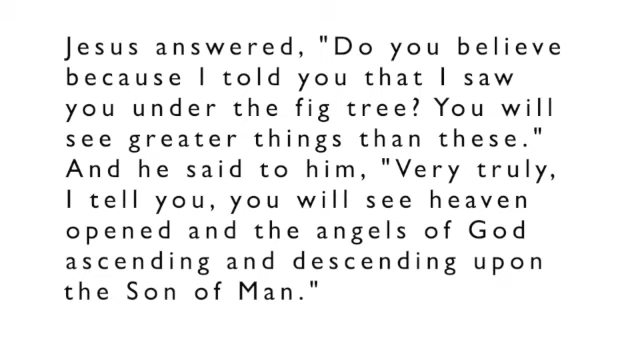 Jesus answered, "Do you believe
because I told you that I saw
you under the fig tree? You will
see greater things than these."
And he said to him, "Very truly,
I tell you, you will see heaven
opened and the angels of God
ascending and descending upon
the Son of Man."